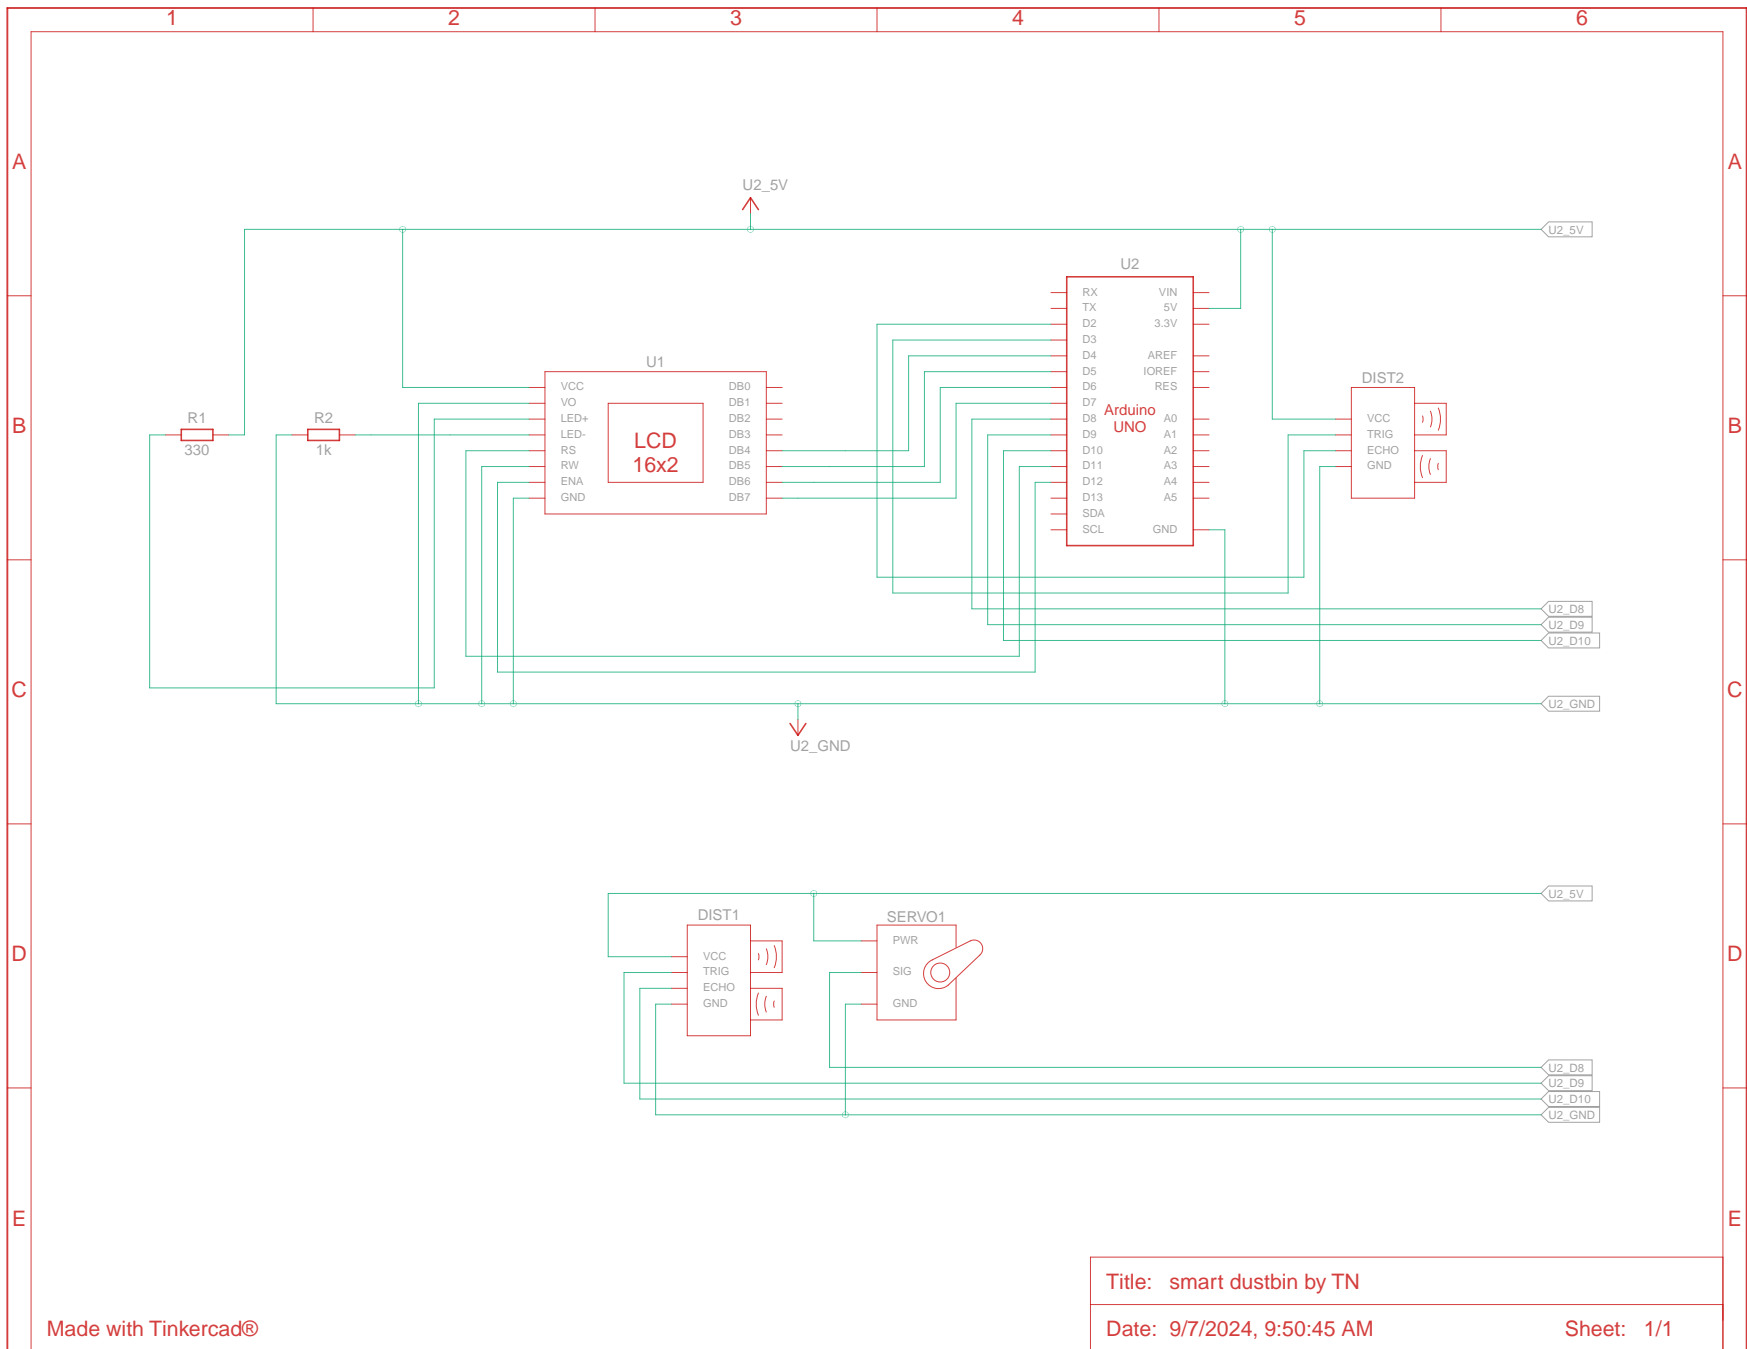 1 2 3 4 5 6
A A
U2_5V
U2_5V
U2
RX VIN
TX 5V
D2 3.3V
D3
D4 AREF
D5 IOREF
D6 RES
D7
D8 A0
D9 A1
D10 A2
D11 A3
D12 A4
D13 A5
SDA
SCL GND
Arduino
UNO
U1
VCC DB0
VO DB1
LED+ DB2
LED- DB3
RS DB4
RW DB5
ENA DB6
GND DB7
LCD
16x2
DIST2
VCC
TRIG
ECHO
GND
B B
R1
330
R2
1k
U2_D8
U2_D9
U2_D10
C C
U2_GND
U2_GND
U2_5V
DIST1
VCC
TRIG
ECHO
GND
SERVO1
PWR
SIG
GND
D D
U2_D8
U2_D9
U2_D10
U2_GND
E E
Title: smart dustbin by TN
Made with Tinkercad®
Date: 9/7/2024, 9:50:45 AM Sheet: 1/1